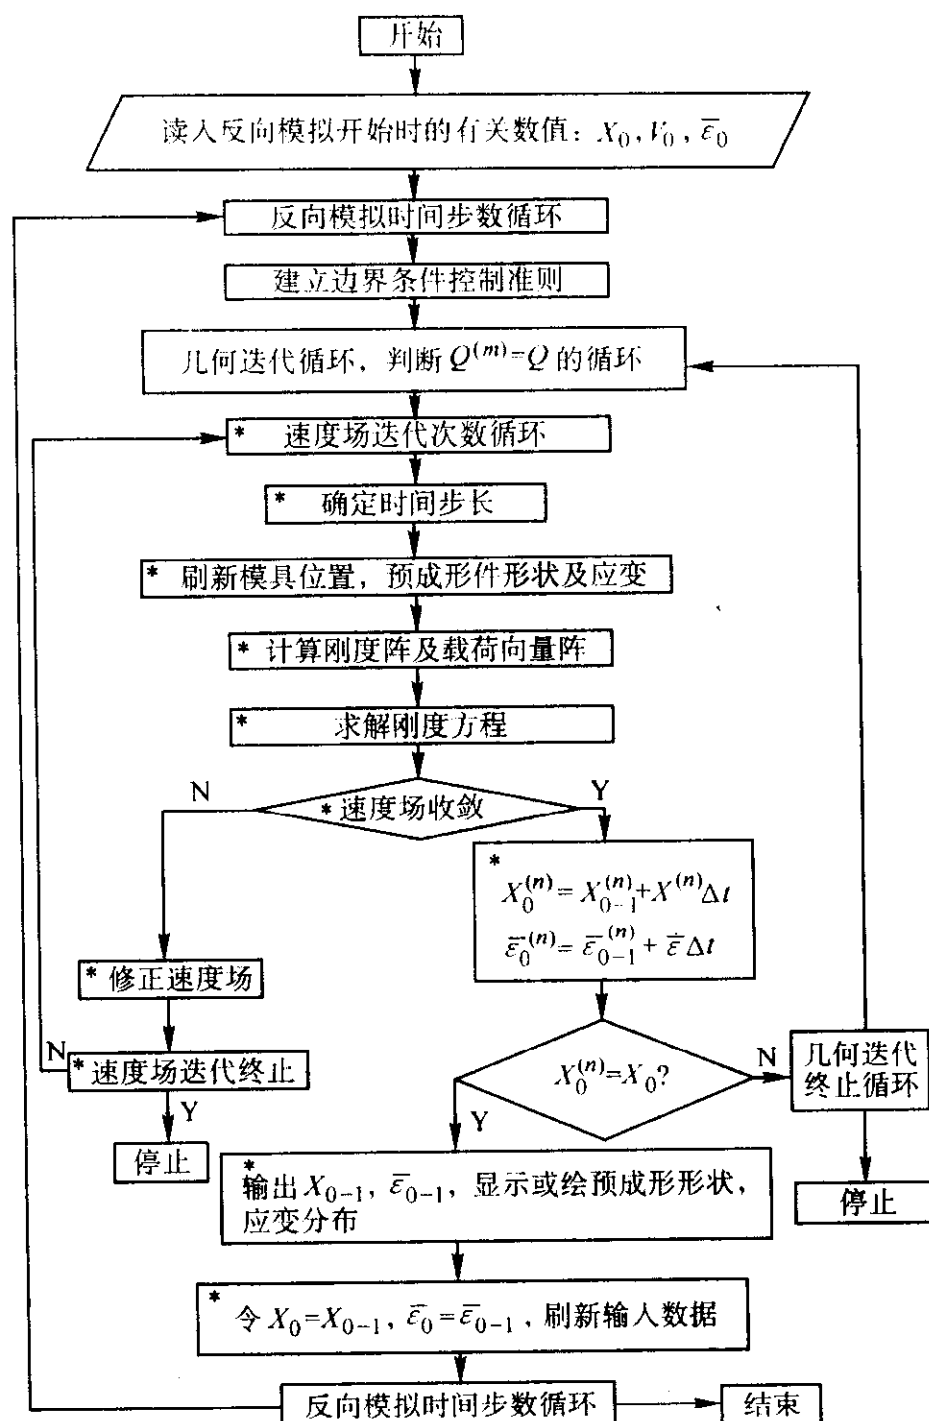 开始
读入反向模拟开始时的有关数值：X₀, V₀, ε̅₀
反向模拟时间步数循环
建立边界条件控制准则
几何迭代循环，判断 Q⁽ᵐ⁾=Q 的循环
* 速度场迭代次数循环
* 确定时间步长
* 刷新模具位置，预成形件形状及应变
* 计算刚度阵及载荷向量阵
* 求解刚度方程
N
* 速度场收敛
Y
*
X₀⁽ⁿ⁾ = X₀₋₁⁽ⁿ⁾ + X⁽ⁿ⁾Δt
ε̅₀⁽ⁿ⁾ = ε̅₀₋₁⁽ⁿ⁾ + ε̅̇Δt
* 修正速度场
N
* 速度场迭代终止
Y
停止
X₀⁽ⁿ⁾=X₀?
N
几何迭代
终止循环
停止
Y
*
输出 X₀₋₁, ε̅₀₋₁, 显示或绘预成形形状，
应变分布
*
令 X₀=X₀₋₁, ε̅₀=ε̅₀₋₁, 刷新输入数据
反向模拟时间步数循环
结束